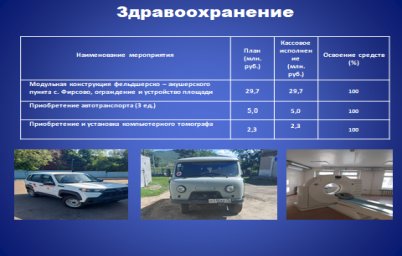 Здравоохранение
Наименование мероприятия
План
(млн.
руб.)
Кассовое
исполнен
ие
(млн.
руб.)
Освоение средств
(%)
Модульная конструкция фельдшерско – акушерского
пункта с. Фирсово, ограждение и устройство площади
29,7
29,7
100
Приобретение автотранспорта (3 ед.)
5,0
5,0
100
Приобретение и установка компьютерного томографа
2,3
2,3
100